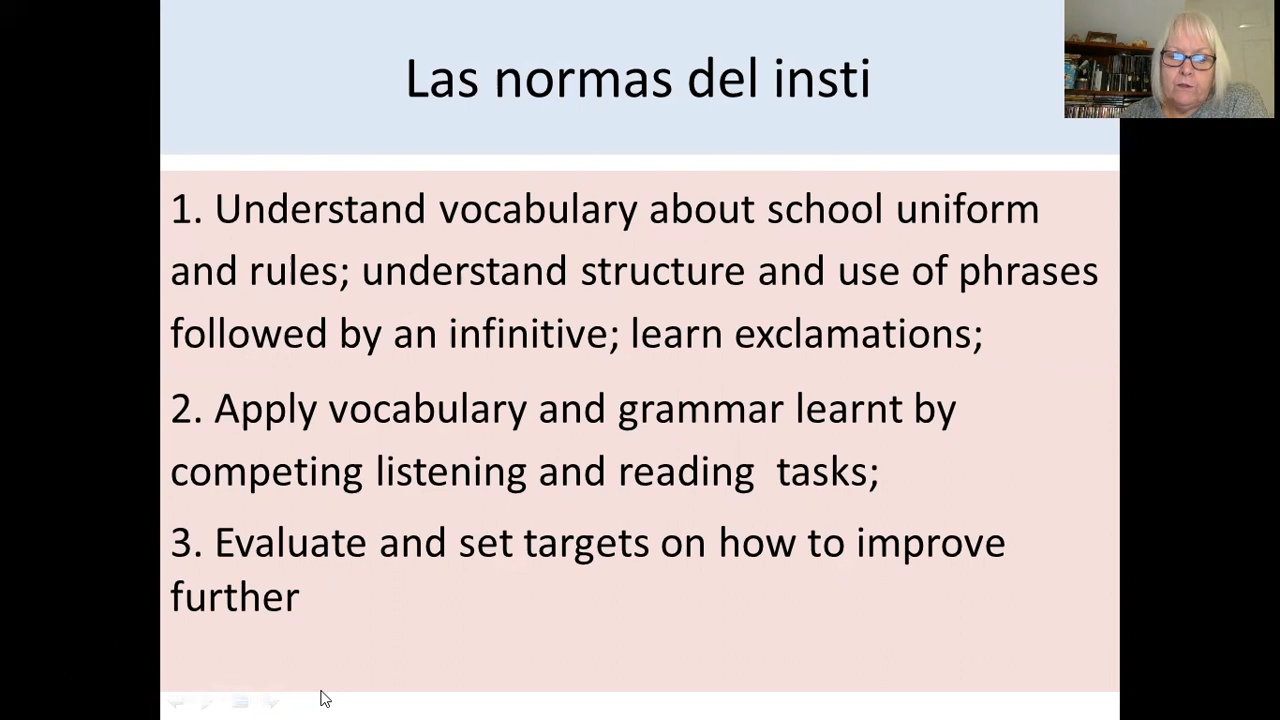 Las normas del insti
1. Understand vocabulary about school uniform
and rules; understand structure and use of phrases
followed by an infinitive; learn exclamations;
2. Apply vocabulary and grammar learnt by
competing listening and reading  tasks;
3. Evaluate and set targets on how to improve
further